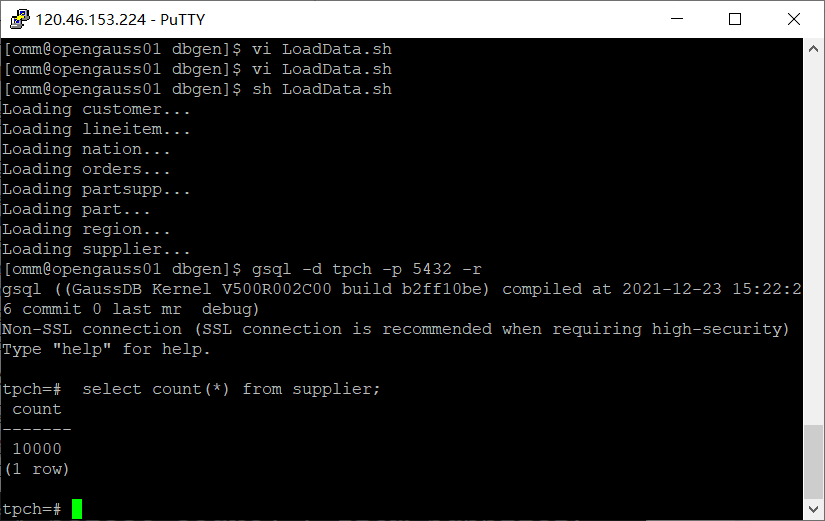 120.46.153.224 - PuTTY
[omm@opengauss01 dbgen]$ vi LoadData.sh
[omm@opengauss01 dbgen]$ vi LoadData.sh
[omm@opengauss01 dbgen]$ sh LoadData.sh
Loading customer...
Loading lineitem...
Loading nation...
Loading orders...
Loading partsupp...
Loading part...
Loading region...
Loading supplier...
[omm@opengauss01 dbgen]$ gsql -d tpch -p 5432 -r
gsql ((GaussDB Kernel V500R002C00 build b2ff10be) compiled at 2021-12-23 15:22:2
6 commit 0 last mr  debug)
Non-SSL connection (SSL connection is recommended when requiring high-security)
Type "help" for help.
tpch=#  select count(*) from supplier;
 count
-------
 10000
(1 row)
tpch=#